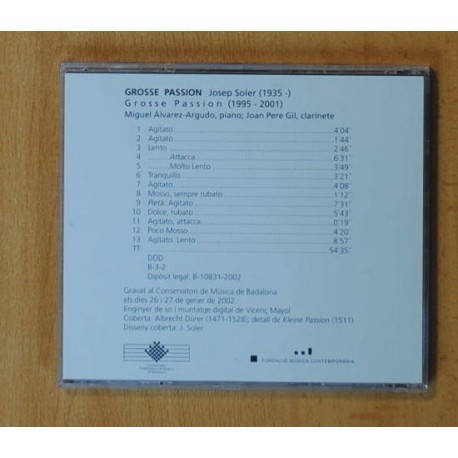 GROSSE PASSION Josep Soler (1935 -)
Grosse Passion (1995 - 2001)
Miguel Álvarez-Argudo, piano; Joan Pere Gil, clarinete
1 Agitato 4'04"
2 Agitato 1'44"
3 Lento 2'46"
4 Attacca 6'31"
5 Molto Lento 3'49"
6 Tranquillo 3'21"
7 Agitato 4'08"
8 Mosso, sempre rubato 1'12"
9 Pietà. Agitato 7'31"
10 Dolce, rubato 5'43"
11 Agitato, attacca 0'19"
12 Poco Mosso 4'20"
13 Agitato. Lento 8'57"
TT 54'35"
DDD
B-3-2
Dipòsit legal: B-10831-2002
Gravat al Conservatori de Música de Badalona
els dies 26 i 27 de gener de 2002.
Enginyer de so i muntatge digital de Vicenç Mayol
Coberta: Albrecht Dürer (1471-1528); detall de Kleine Passion (1511)
Disseny coberta: J. Soler
FUNDACIÓ MÚSICA CONTEMPORÀNIA